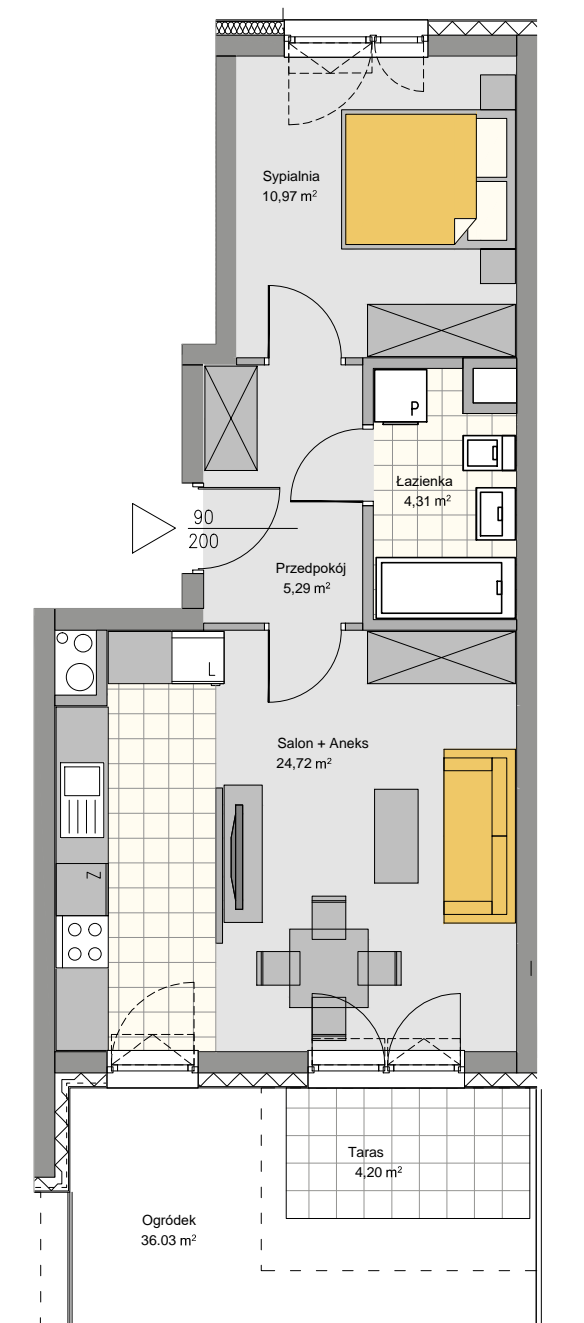 Sypialnia
10,97 m²
P
Łazienka
4,31 m²
90
200
Przedpokój
5,29 m²
L
Salon + Aneks
24,72 m²
Z
Taras
4,20 m²
Ogródek
36.03 m²